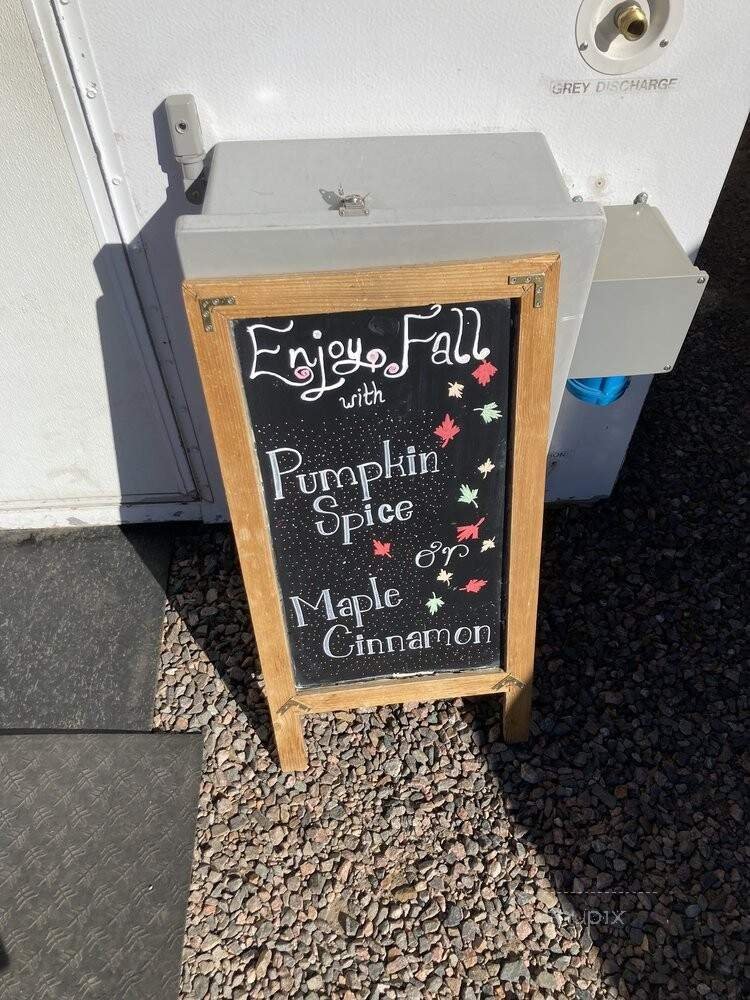 GREY DISCHARGE
Enjoy Fall
with
Pumpkin
Spice
or
Maple
Cinnamon